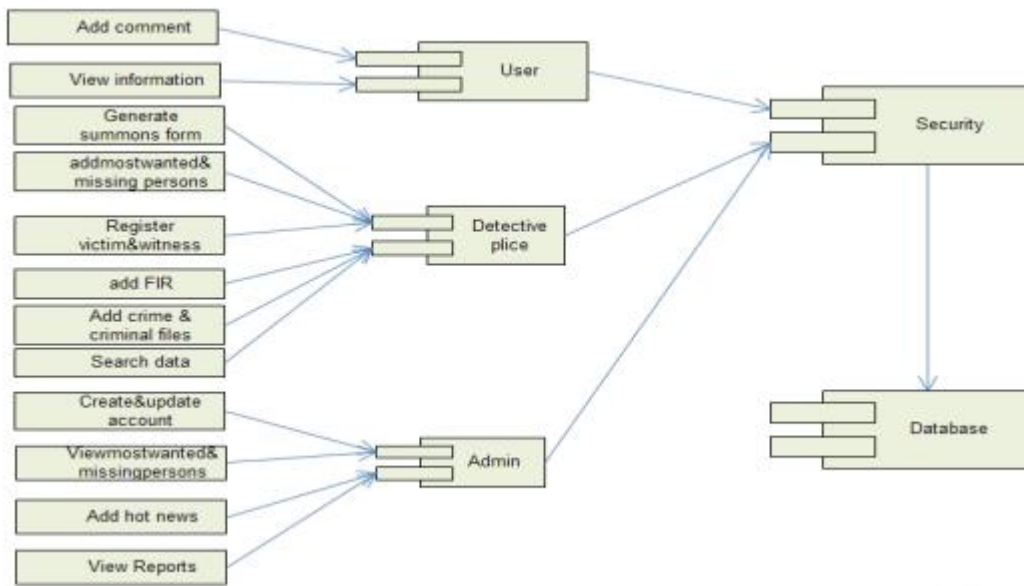 Add comment
View information
Generate
summons form
addmostwanted&
missing persons
Register
victim&witness
add FIR
Add crime &
criminal files
Search data
Create&update
account
Viewmostwanted&
missingpersons
Add hot news
View Reports
User
Detective
plice
Admin
Security
Database